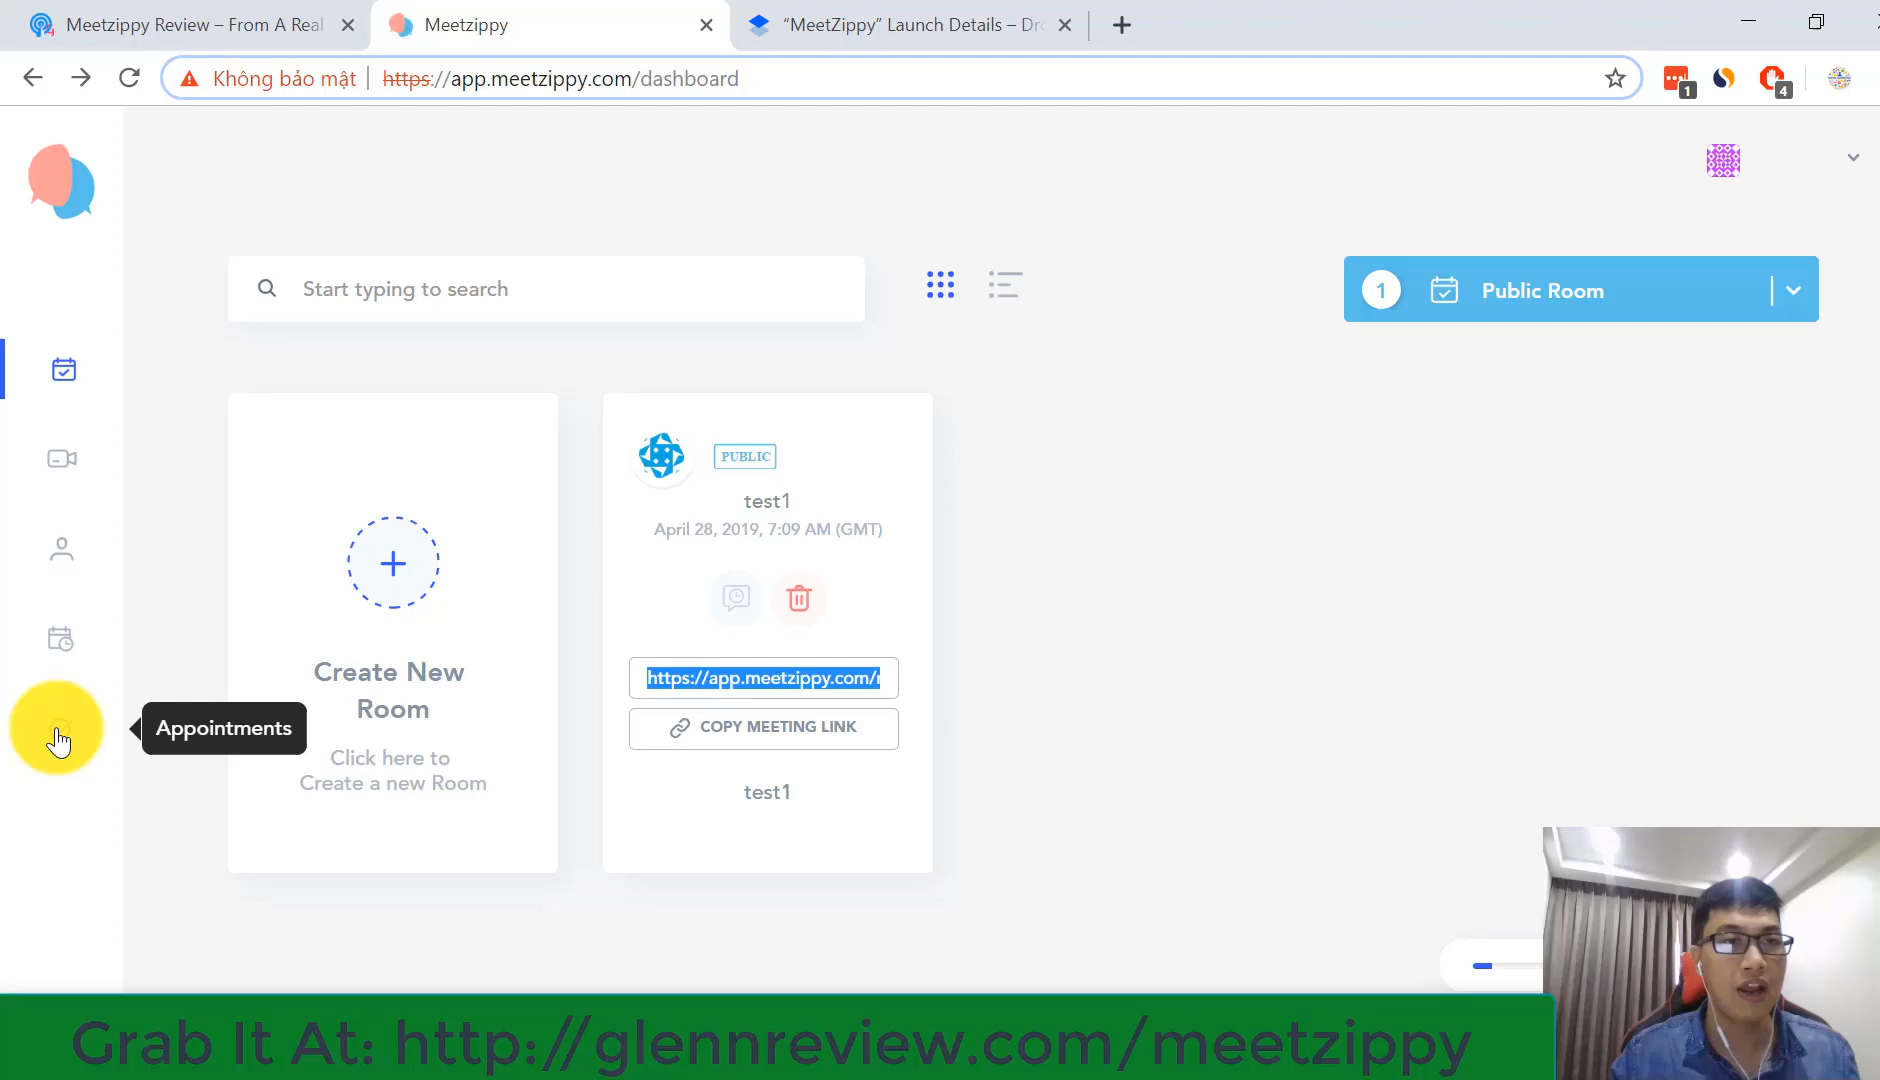 Meetzippy Review – From A Real
Meetzippy
“MeetZippy” Launch Details – Dr
Không bảo mật
https://app.meetzippy.com/dashboard
1
4
Start typing to search
1
Public Room
PUBLIC
test1
April 28, 2019, 7:09 AM (GMT)
Create New
Room
Click here to
Create a new Room
https://app.meetzippy.com/r
COPY MEETING LINK
test1
Appointments
Grab It At: http://glennreview.com/meetzippy